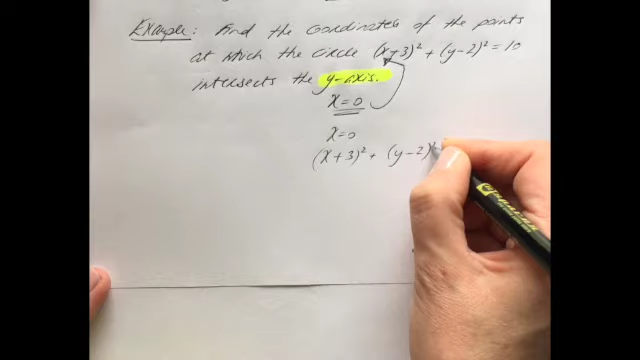 Example: Find the coordinates of the points
at which the circle (x+3)² + (y-2)² = 10
intersects the y-axis.
x=0
x=0
(x+3)² + (y-2)